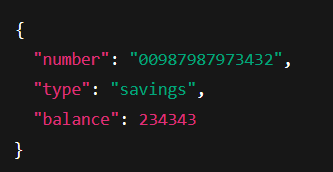 {
"number": "00987987973432",
"type": "savings",
"balance": 234343
}